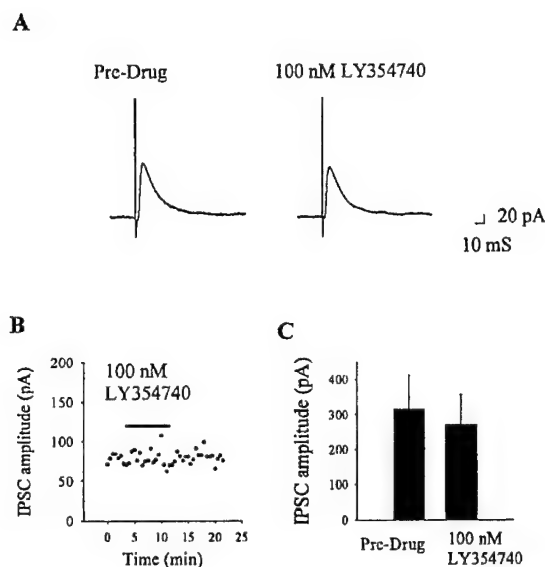 A
Pre-Drug
100 nM LY354740
20 pA
10 mS
B
IPSC amplitude (pA)
200
150
100
50
0
100 nM
LY354740
0 5 10 15 20 25
Time (min)
C
IPSC amplitude (pA)
400
300
200
100
0
Pre-Drug
100 nM
LY354740